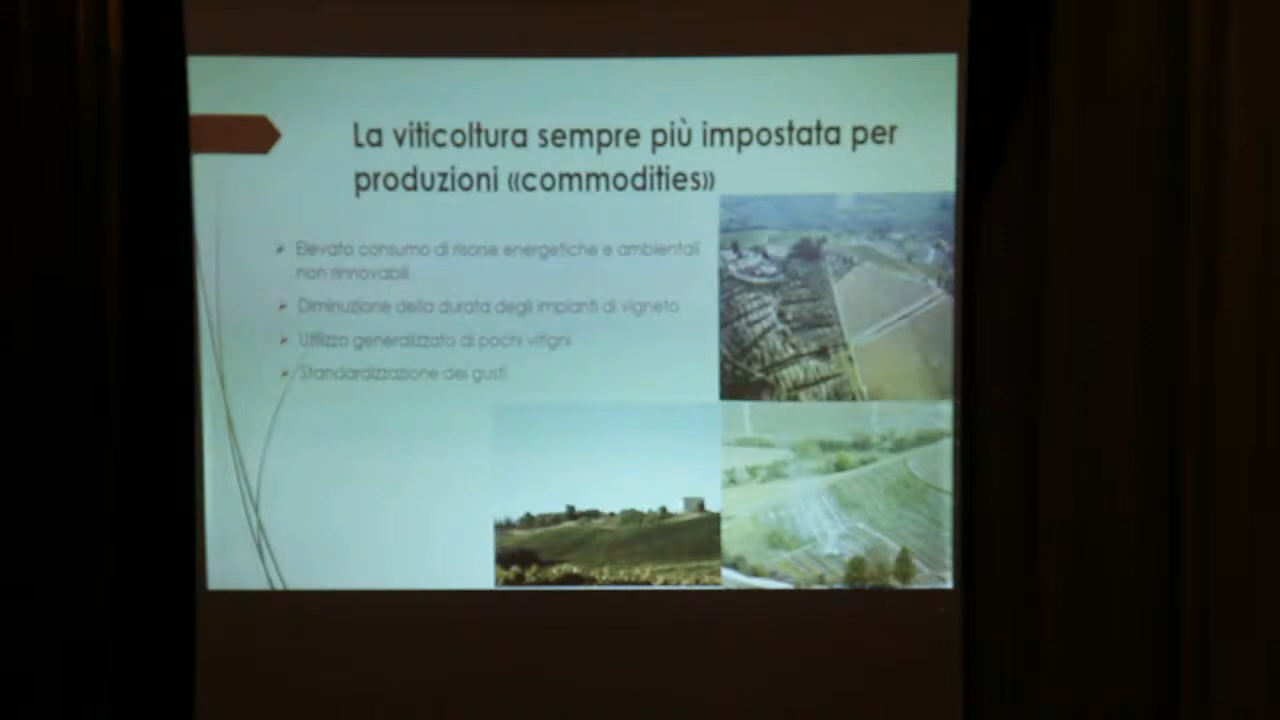 La viticoltura sempre più impostata per
produzioni «commodities»
Elevato consumo di risorse energetiche e ambientali
non rinnovabili
Diminuzione della durata degli impianti di vigneto
Utilizzo generalizzato di pochi vitigni
Standardizzazione dei gusti